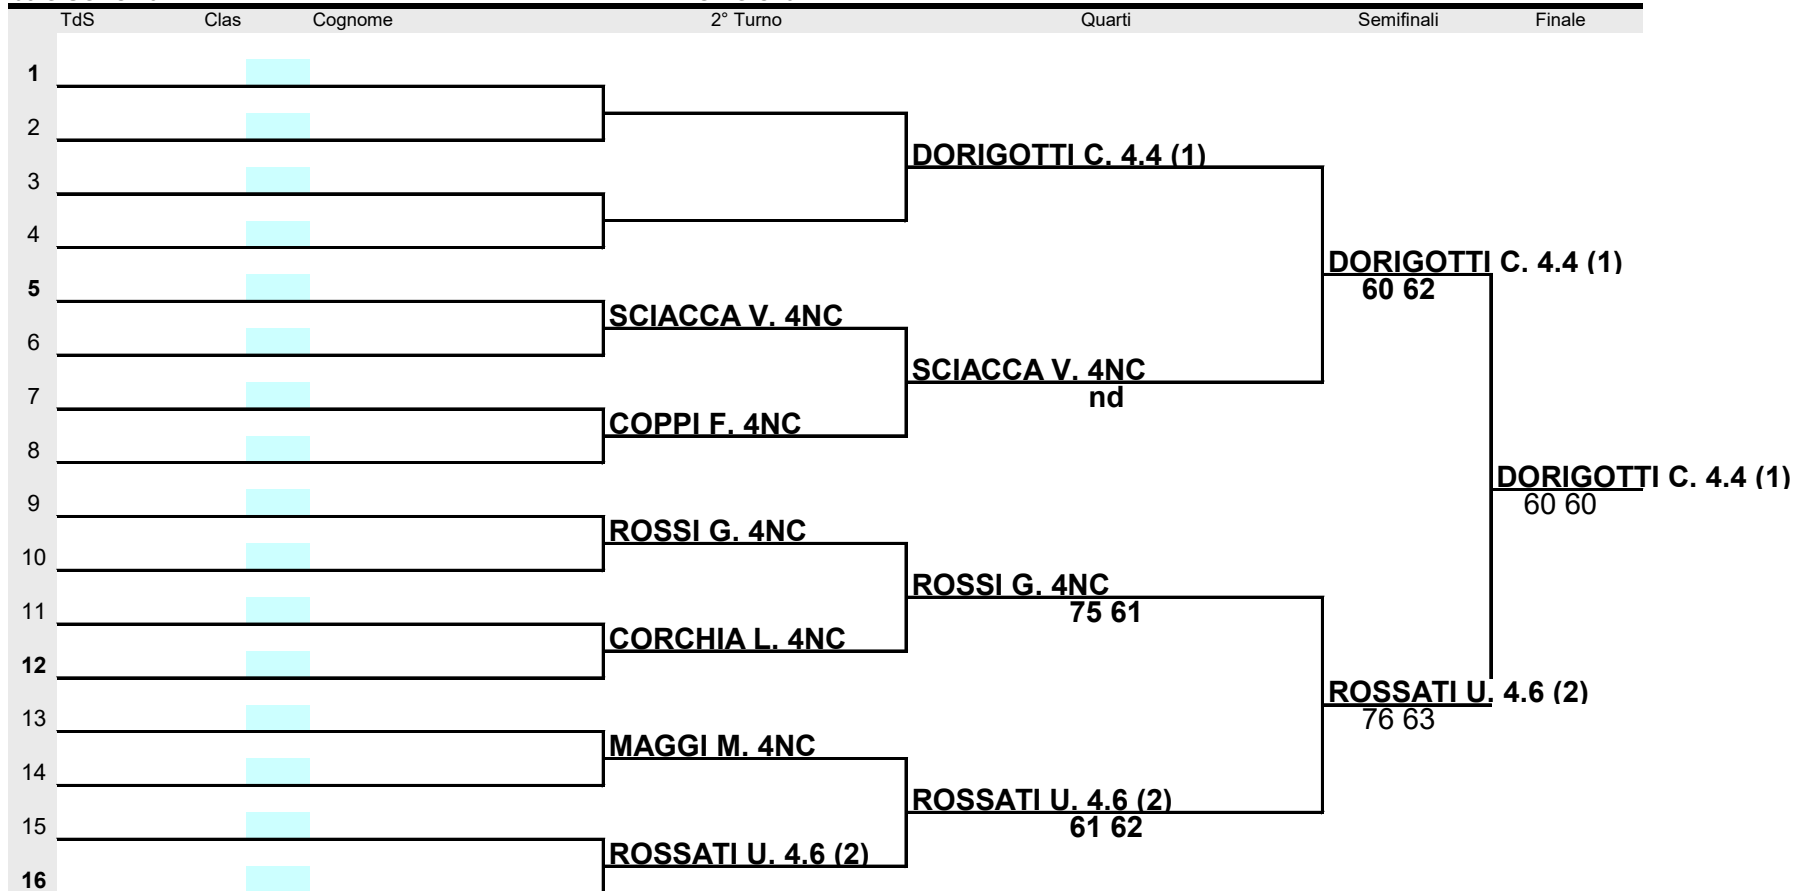 TdS Clas Cognome 2° Turno Quarti Semifinali Finale
1
2
DORIGOTTI C. 4.4 (1)
3
4
DORIGOTTI C. 4.4 (1)
5
60 62
SCIACCA V. 4NC
6
SCIACCA V. 4NC
7
nd
COPPI F. 4NC
8
DORIGOTTI C. 4.4 (1)
9
60 60
ROSSI G. 4NC
10
ROSSI G. 4NC
11
75 61
CORCHIA L. 4NC
12
ROSSATI U. 4.6 (2)
13
76 63
MAGGI M. 4NC
14
ROSSATI U. 4.6 (2)
15
61 62
ROSSATI U. 4.6 (2)
16